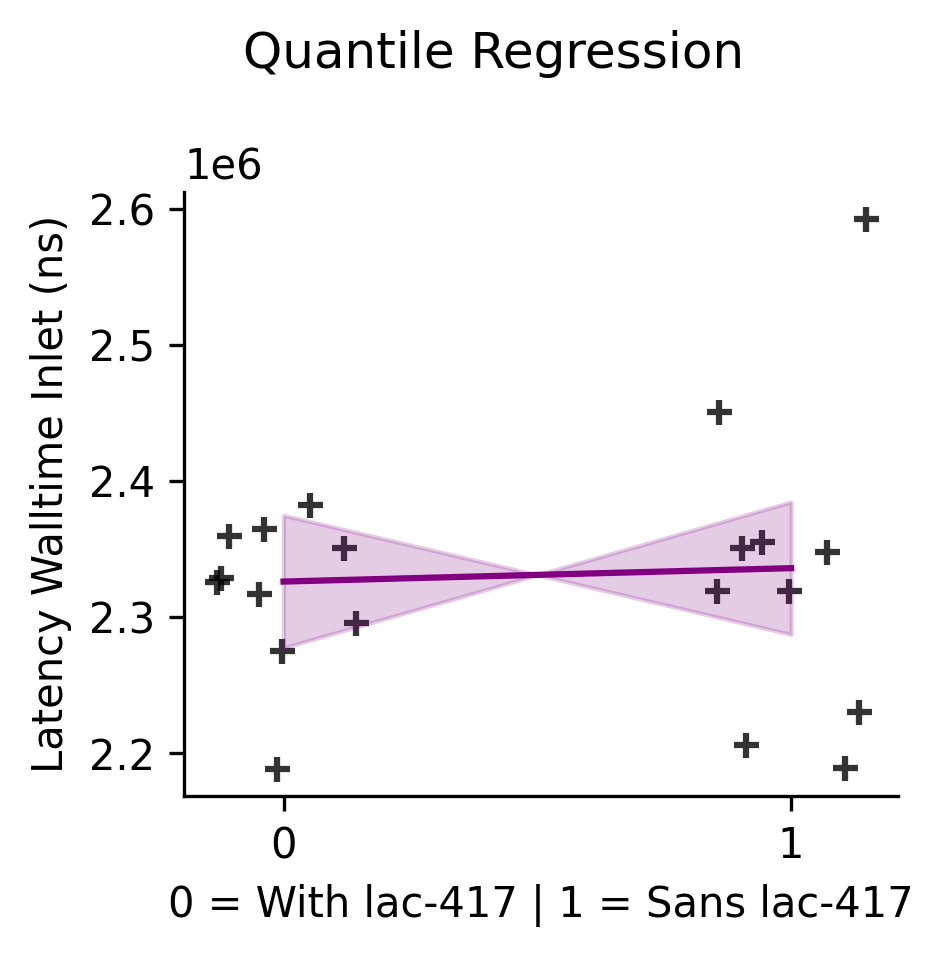 Quantile Regression
1e6
2.6
2.5
2.4
2.3
2.2
Latency Walltime Inlet (ns)
0 1
0 = With lac-417 | 1 = Sans lac-417